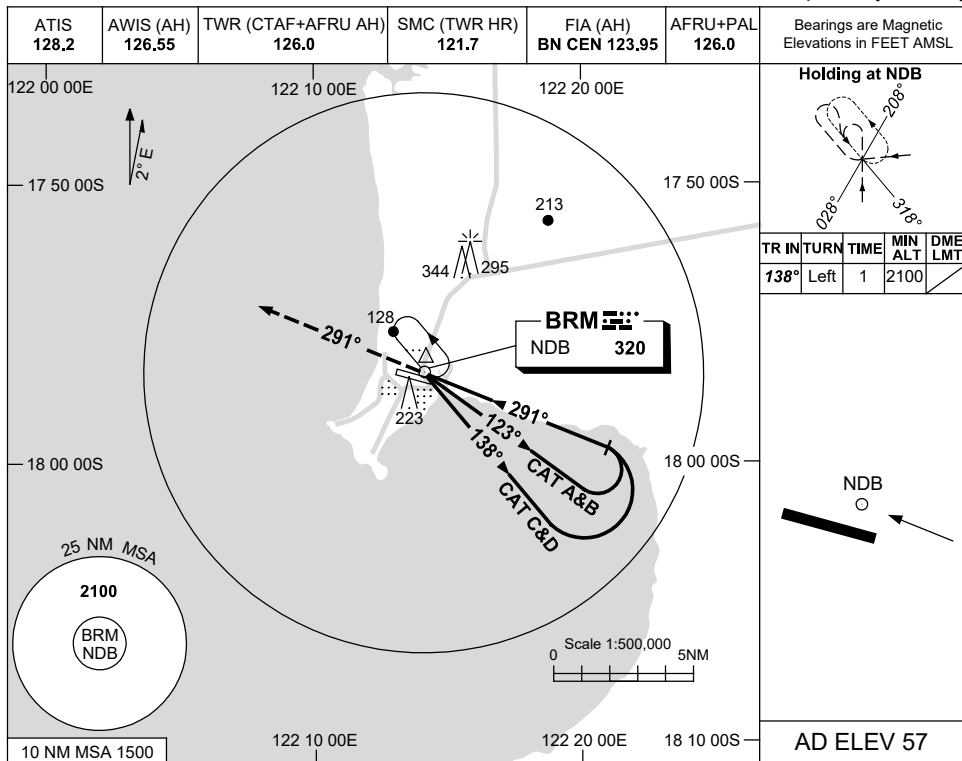 ATIS
128.2
AWIS (AH)
126.55
TWR (CTAF+AFRU AH)
126.0
SMC (TWR HR)
121.7
FIA (AH)
BN CEN 123.95
AFRU+PAL
126.0
Bearings are Magnetic
Elevations in FEET AMSL
122 00 00E
122 10 00E
122 20 00E
2° E
17 50 00S
17 50 00S
213
344
295
128
291°
BRM
NDB 320
223
291°
123°
138°
CAT A&B
CAT C&D
18 00 00S
18 00 00S
25 NM MSA
2100
BRM
NDB
Scale 1:500,000
0
5NM
10 NM MSA 1500
122 10 00E
122 20 00E
18 10 00S
Holding at NDB
208°
028°
318°
TR IN TURN TIME MIN ALT DME LMT
138° Left 1 2100
NDB
AD ELEV 57